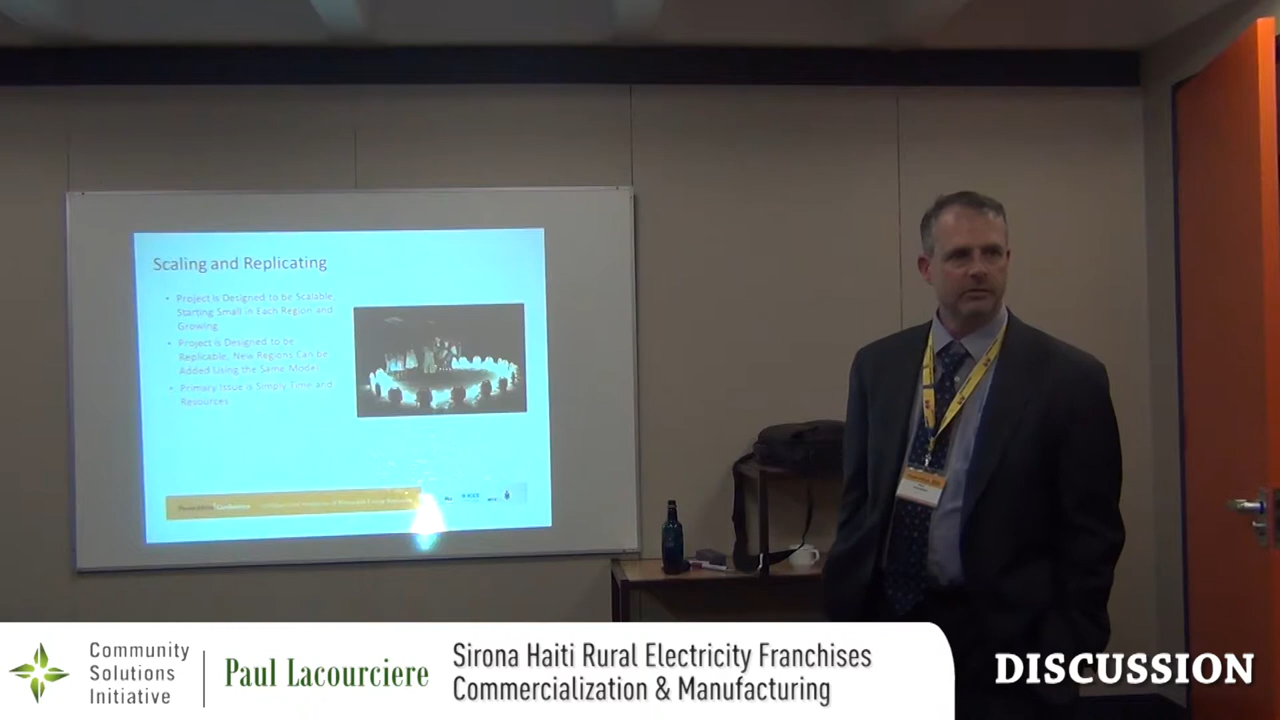 Scaling and Replicating
• Project is Designed to be Scalable,
Starting Small in Each Region and
Growing
• Project is Designed to be
Replicable, New Regions Can be
Added Using the Same Model
• Primary Issue is Simply Time and
Resources
Conference
Community
Solutions
Initiative
Paul Lacourciere
Sirona Haiti Rural Electricity Franchises
Commercialization & Manufacturing
DISCUSSION